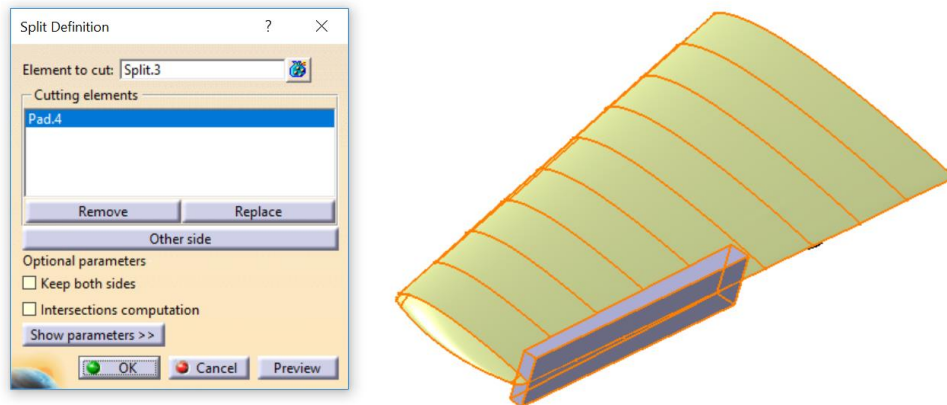 Split Definition ?
Element to cut: Split.3
Cutting elements
Pad.4
Remove Replace
Other side
Optional parameters
Keep both sides
Intersections computation
Show parameters >>
OK Cancel Preview